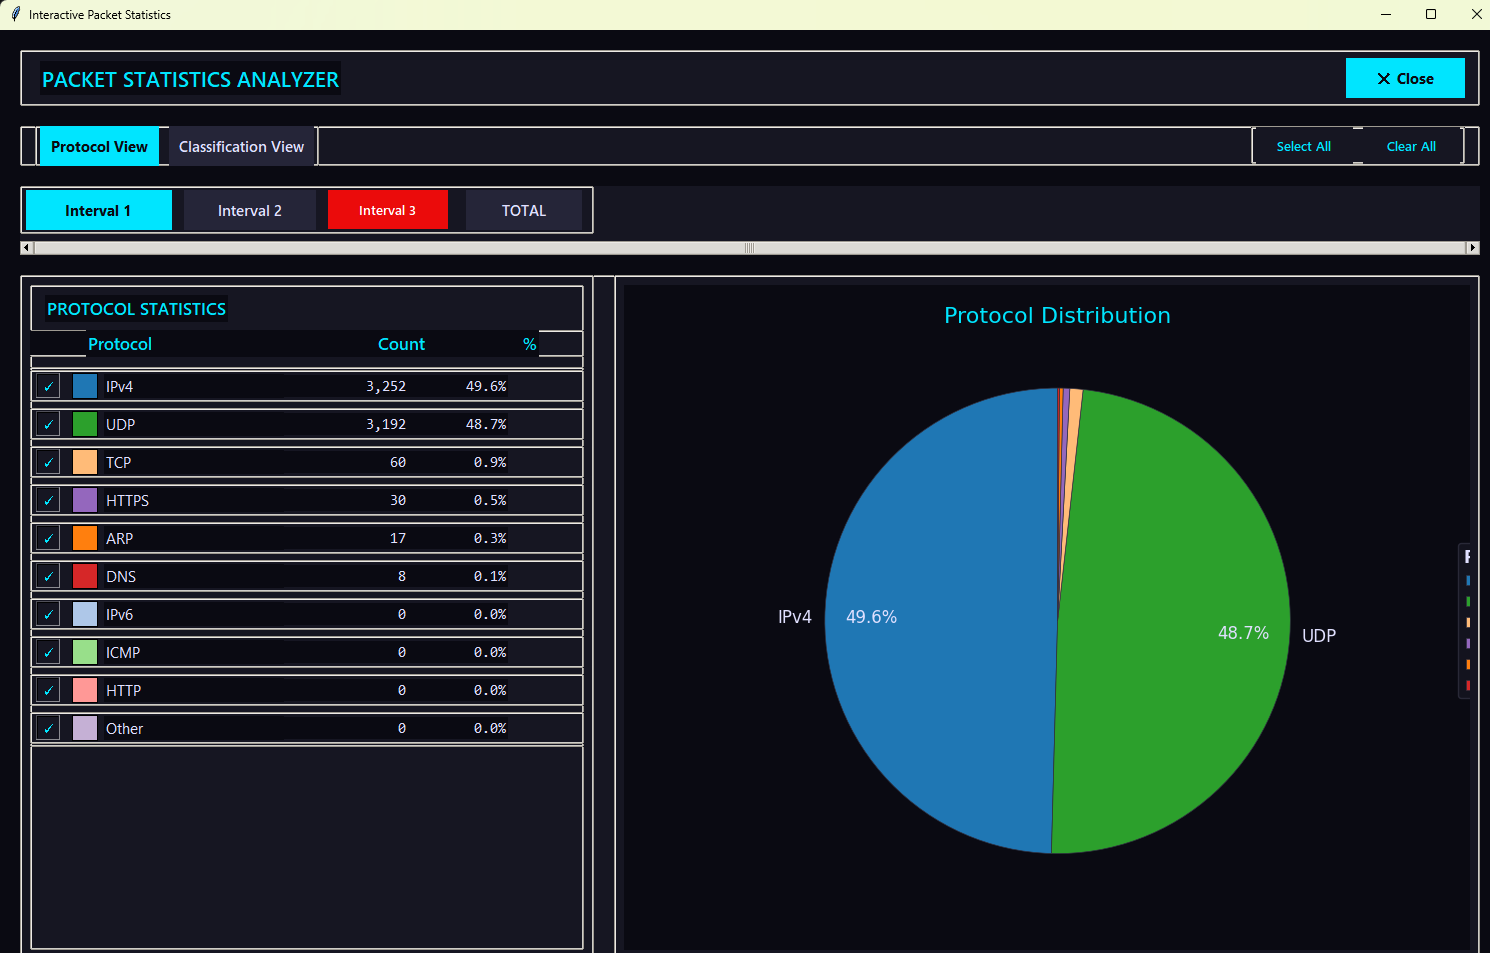 Interactive Packet Statistics
PACKET STATISTICS ANALYZER
✕ Close
Protocol View Classification View Select All Clear All
Interval 1 Interval 2 Interval 3 TOTAL
PROTOCOL STATISTICS
Protocol Count %
✓ IPv4 3,252 49.6%
✓ UDP 3,192 48.7%
✓ TCP 60 0.9%
✓ HTTPS 30 0.5%
✓ ARP 17 0.3%
✓ DNS 8 0.1%
✓ IPv6 0 0.0%
✓ ICMP 0 0.0%
✓ HTTP 0 0.0%
✓ Other 0 0.0%
Protocol Distribution
IPv4 49.6%
48.7% UDP